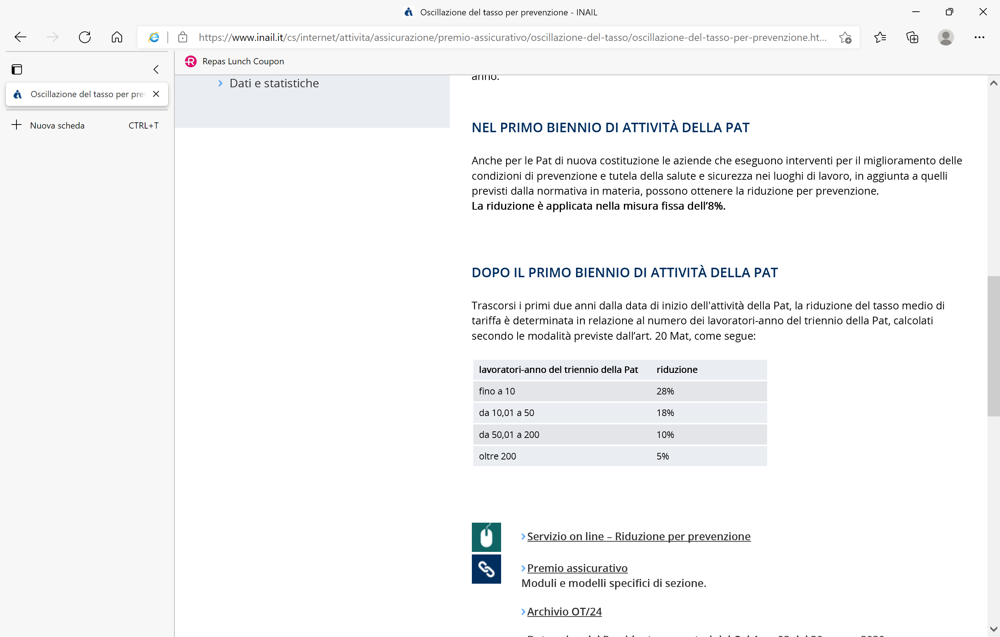 Oscillazione del tasso per prevenzione - INAIL
https://www.inail.it/cs/internet/attivita/assicurazione/premio-assicurativo/oscillazione-del-tasso/oscillazione-del-tasso-per-prevenzione.ht...
Repas Lunch Coupon
Oscillazione del tasso per prev
Nuova scheda CTRL+T
Dati e statistiche
anno.
NEL PRIMO BIENNIO DI ATTIVITÀ DELLA PAT
Anche per le Pat di nuova costituzione le aziende che eseguono interventi per il miglioramento delle
condizioni di prevenzione e tutela della salute e sicurezza nei luoghi di lavoro, in aggiunta a quelli
previsti dalla normativa in materia, possono ottenere la riduzione per prevenzione.
La riduzione è applicata nella misura fissa dell’8%.
DOPO IL PRIMO BIENNIO DI ATTIVITÀ DELLA PAT
Trascorsi i primi due anni dalla data di inizio dell'attività della Pat, la riduzione del tasso medio di
tariffa è determinata in relazione al numero dei lavoratori-anno del triennio della Pat, calcolati
secondo le modalità previste dall’art. 20 Mat, come segue:
lavoratori-anno del triennio della Pat riduzione
fino a 10 28%
da 10,01 a 50 18%
da 50,01 a 200 10%
oltre 200 5%
Servizio on line – Riduzione per prevenzione
Premio assicurativo
Moduli e modelli specifici di sezione.
Archivio OT/24